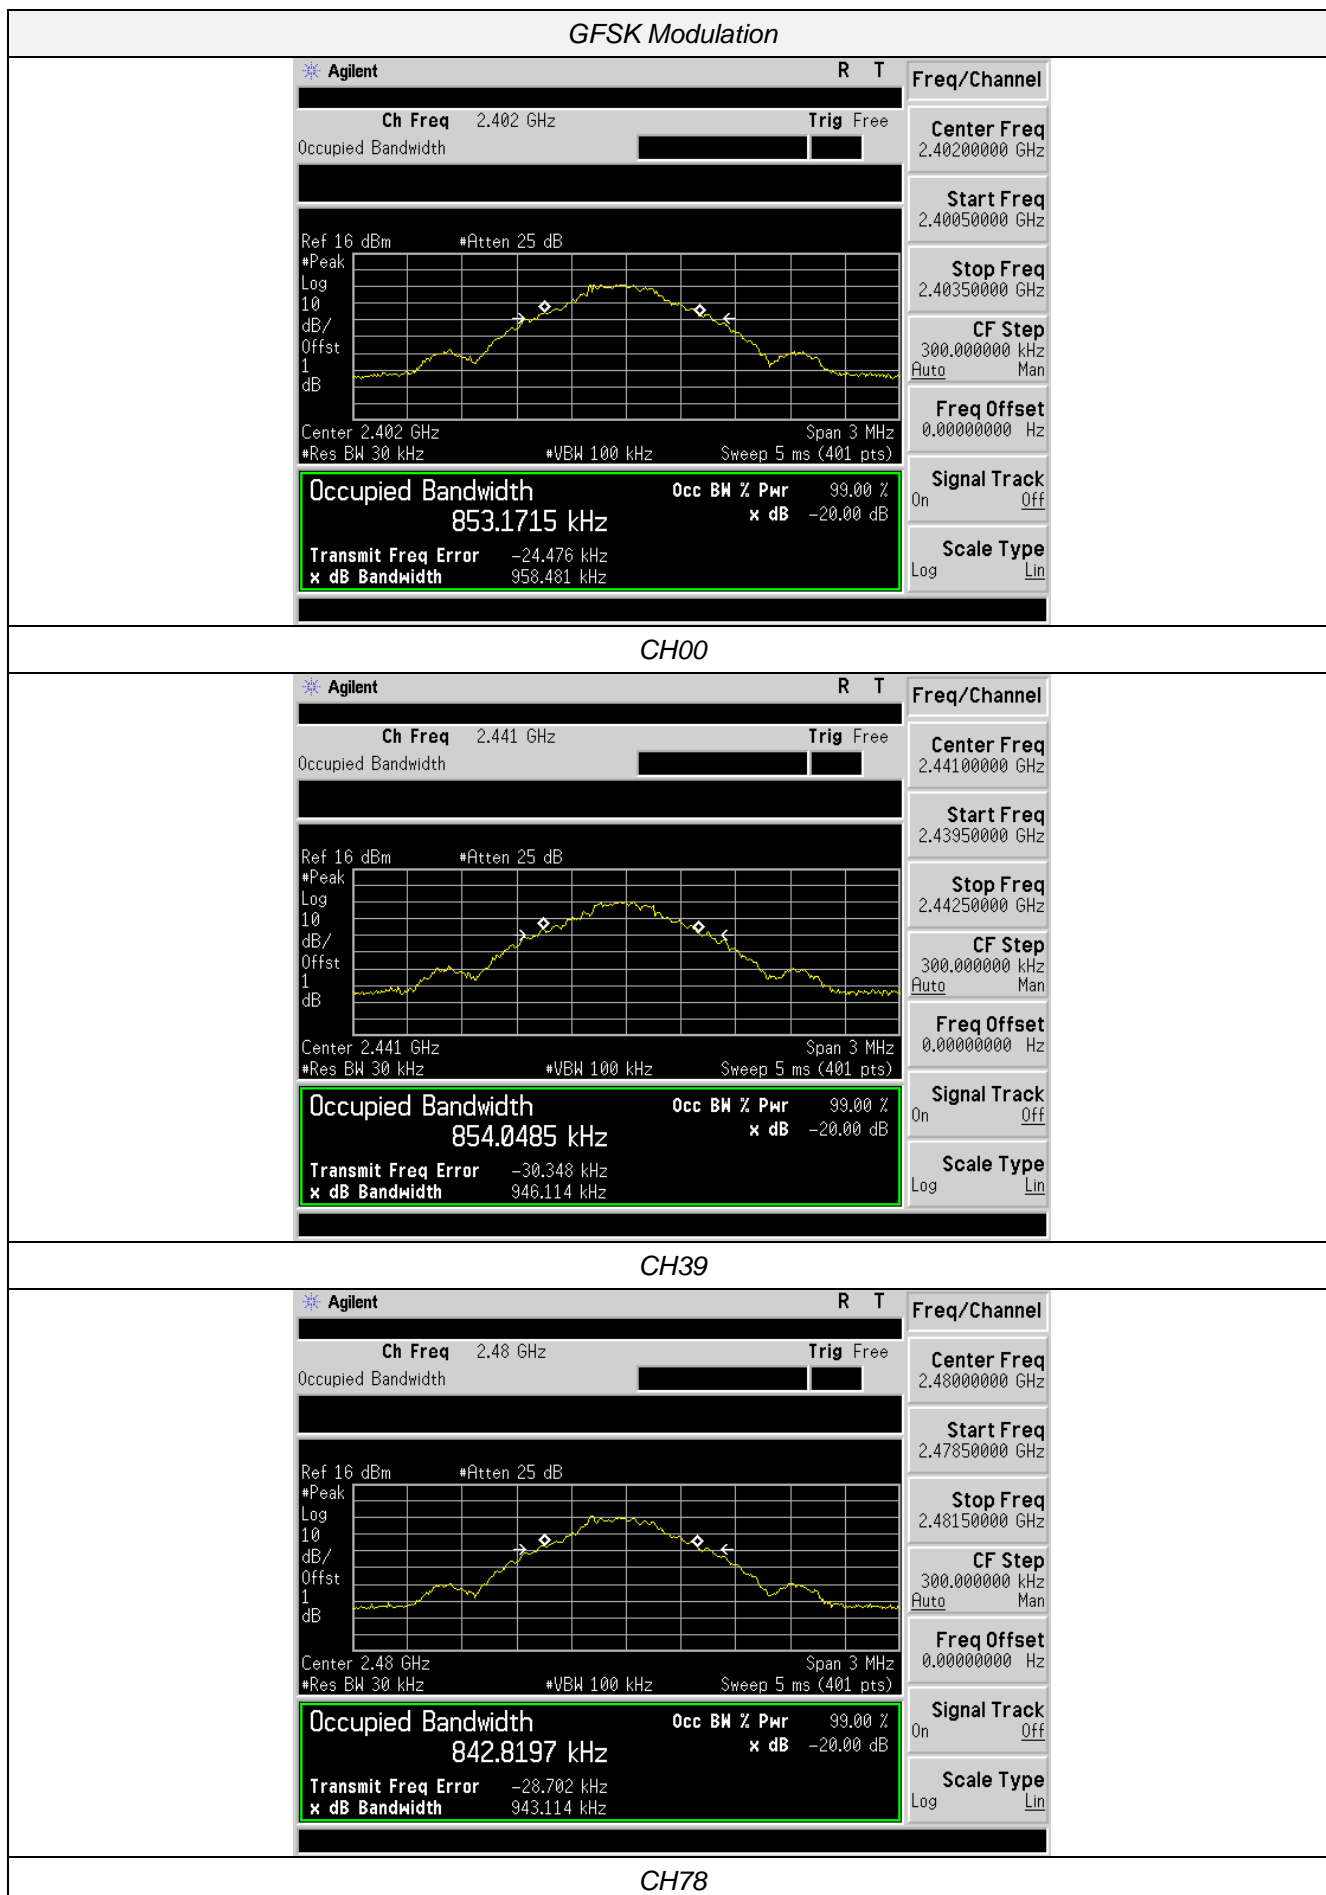 GFSK Modulation
Agilent R T
Freq/Channel
Ch Freq 2.402 GHz Trig Free
Occupied Bandwidth
Center Freq
2.40200000 GHz
Start Freq
2.40050000 GHz
Stop Freq
2.40350000 GHz
CF Step
300.000000 kHz
Auto Man
Freq Offset
0.00000000 Hz
Signal Track
On Off
Scale Type
Log Lin
Ref 16 dBm #Atten 25 dB
#Peak
Log
10
dB/
Offst
1
dB
Center 2.402 GHz Span 3 MHz
#Res BW 30 kHz #VBW 100 kHz Sweep 5 ms (401 pts)
Occupied Bandwidth Occ BW % Pwr 99.00 %
853.1715 kHz x dB -20.00 dB
Transmit Freq Error -24.476 kHz
x dB Bandwidth 958.481 kHz
CH00
Agilent R T
Freq/Channel
Ch Freq 2.441 GHz Trig Free
Occupied Bandwidth
Center Freq
2.44100000 GHz
Start Freq
2.43950000 GHz
Stop Freq
2.44250000 GHz
CF Step
300.000000 kHz
Auto Man
Freq Offset
0.00000000 Hz
Signal Track
On Off
Scale Type
Log Lin
Ref 16 dBm #Atten 25 dB
#Peak
Log
10
dB/
Offst
1
dB
Center 2.441 GHz Span 3 MHz
#Res BW 30 kHz #VBW 100 kHz Sweep 5 ms (401 pts)
Occupied Bandwidth Occ BW % Pwr 99.00 %
854.0485 kHz x dB -20.00 dB
Transmit Freq Error -30.348 kHz
x dB Bandwidth 946.114 kHz
CH39
Agilent R T
Freq/Channel
Ch Freq 2.48 GHz Trig Free
Occupied Bandwidth
Center Freq
2.48000000 GHz
Start Freq
2.47850000 GHz
Stop Freq
2.48150000 GHz
CF Step
300.000000 kHz
Auto Man
Freq Offset
0.00000000 Hz
Signal Track
On Off
Scale Type
Log Lin
Ref 16 dBm #Atten 25 dB
#Peak
Log
10
dB/
Offst
1
dB
Center 2.48 GHz Span 3 MHz
#Res BW 30 kHz #VBW 100 kHz Sweep 5 ms (401 pts)
Occupied Bandwidth Occ BW % Pwr 99.00 %
842.8197 kHz x dB -20.00 dB
Transmit Freq Error -28.702 kHz
x dB Bandwidth 943.114 kHz
CH78